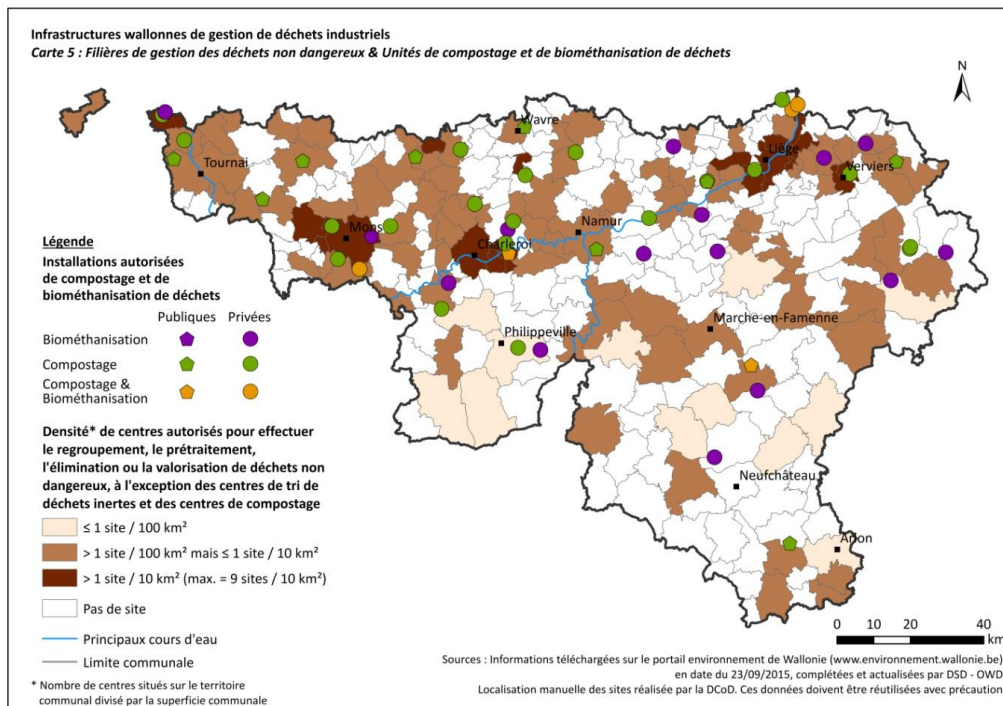 Infrastructures wallonnes de gestion de déchets industriels
Carte 5 : Filières de gestion des déchets non dangereux & Unités de compostage et de biométhanisation de déchets
N
Wavre
Tournai
Liège
Verviers
Mons
Namur
Charleroi
Marche-en-Famenne
Philippeville
Neufchâteau
Arlon
Légende
Installations autorisées
de compostage et de
biométhanisation de déchets
Publiques Privées
Biométhanisation
Compostage
Compostage &
Biométhanisation
Densité* de centres autorisés pour effectuer
le regroupement, le prétraitement,
l'élimination ou la valorisation de déchets non
dangereux, à l'exception des centres de tri de
déchets inertes et des centres de compostage
≤ 1 site / 100 km²
> 1 site / 100 km² mais ≤ 1 site / 10 km²
> 1 site / 10 km² (max. = 9 sites / 10 km²)
Pas de site
Principaux cours d'eau
Limite communale
* Nombre de centres situés sur le territoire
communal divisé par la superficie communale
0 10 20 40
km
Sources : Informations téléchargées sur le portail environnement de Wallonie (www.environnement.wallonie.be)
en date du 23/09/2015, complétées et actualisées par DSD - OWD
Localisation manuelle des sites réalisée par la DCoD. Ces données doivent être réutilisées avec précaution